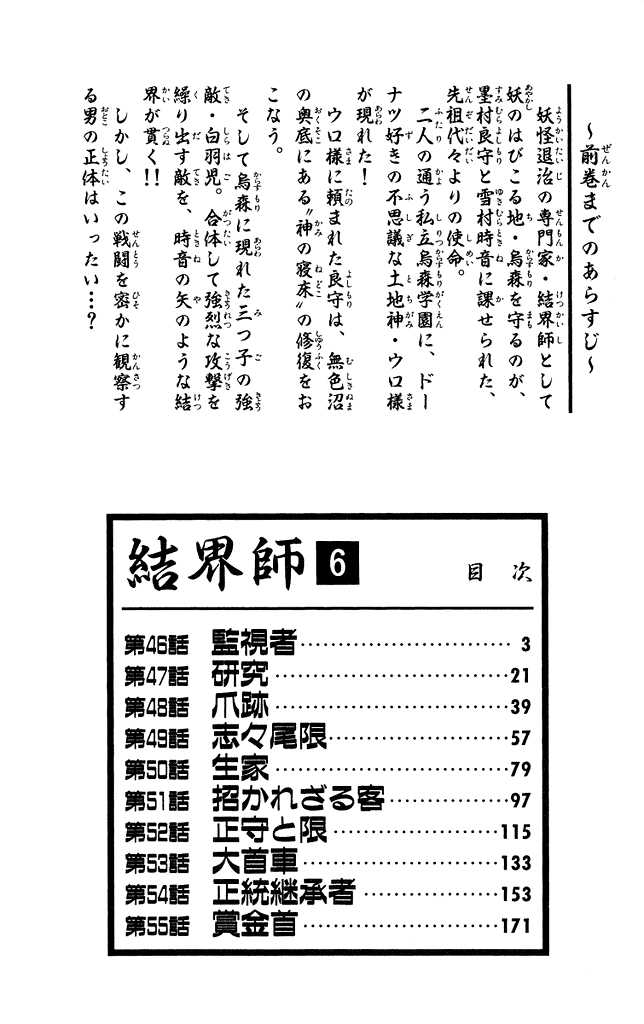 ～前巻までのあらすじ～
妖怪退治の専門家・結界師として
妖のはびこる地・烏森を守るのが、
墨村良守と雪村時音に課せられた、
先祖代々よりの使命。
二人の通う私立烏森学園に、ドー
ナツ好きの不思議な土地神・ウロ様
が現れた！
ウロ様に頼まれた良守は、無色沼
の奥底にある〝神の寝床〟の修復をお
こなう。
そして烏森に現れた三つ子の強
敵・白羽児。合体して強烈な攻撃を
繰り出す敵を、時音の矢のような結
界が貫く!!
しかし、この戦闘を密かに観察す
る男の正体はいったい…？
結界師 6 目次
第46話 監視者 3
第47話 研究 21
第48話 爪跡 39
第49話 志々尾限 57
第50話 生家 79
第51話 招かれざる客 97
第52話 正守と限 115
第53話 大首車 133
第54話 正統継承者 153
第55話 賞金首 171